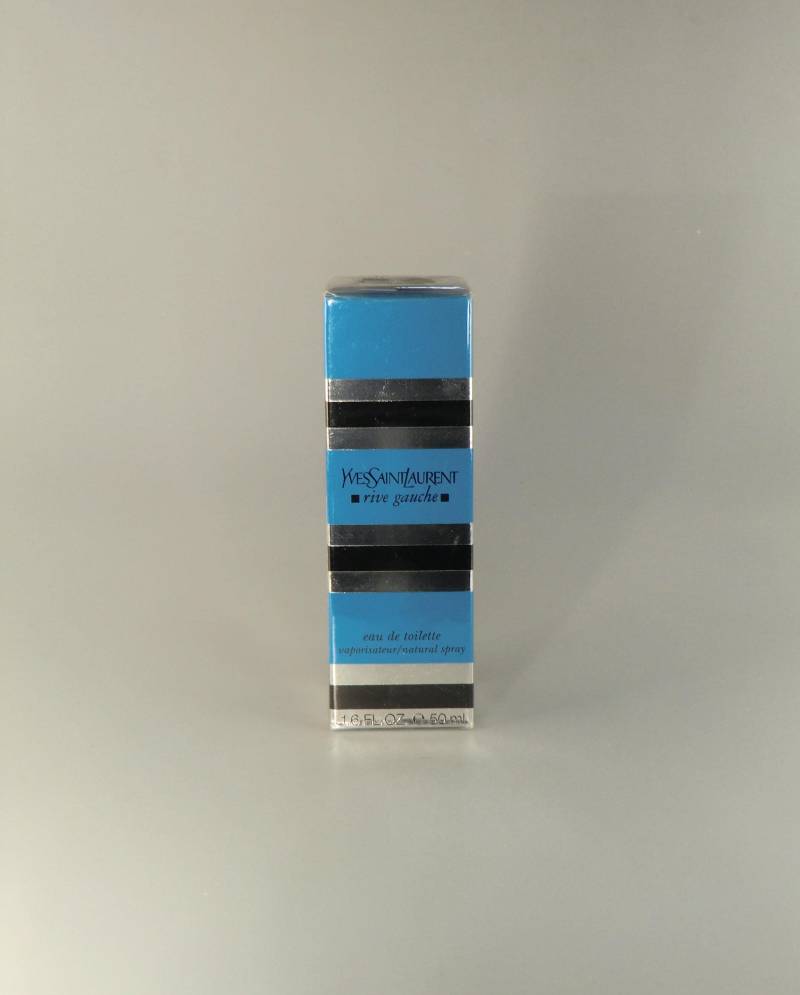 YVESSAINTLAURENT
■ rive gauche ■
eau de toilette
vaporisateur/natural spray
1.6 FL.OZ ℮ 50 ml